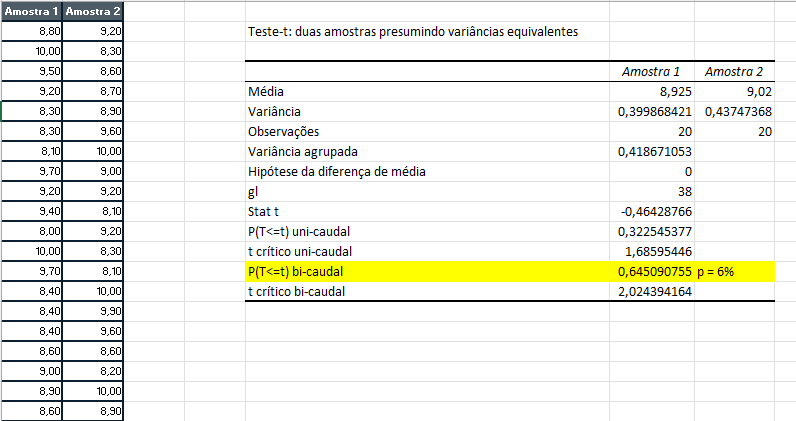 Amostra 1 Amostra 2
8,80 9,20 Teste-t: duas amostras presumindo variâncias equivalentes
10,00 8,30
9,50 8,60 Amostra 1 Amostra 2
9,20 8,70 Média 8,925 9,02
8,30 8,90 Variância 0,399868421 0,43747368
8,30 9,60 Observações 20 20
8,10 10,00 Variância agrupada 0,418671053
9,70 9,00 Hipótese da diferença de média 0
9,20 9,20 gl 38
9,40 8,10 Stat t -0,46428766
8,00 9,20 P(T<=t) uni-caudal 0,322545377
10,00 8,30 t crítico uni-caudal 1,68595446
9,70 8,10 P(T<=t) bi-caudal 0,645090755 p = 6%
8,40 10,00 t crítico bi-caudal 2,024394164
8,40 9,90
8,40 9,60
8,60 8,60
9,00 8,20
8,90 10,00
8,60 8,90